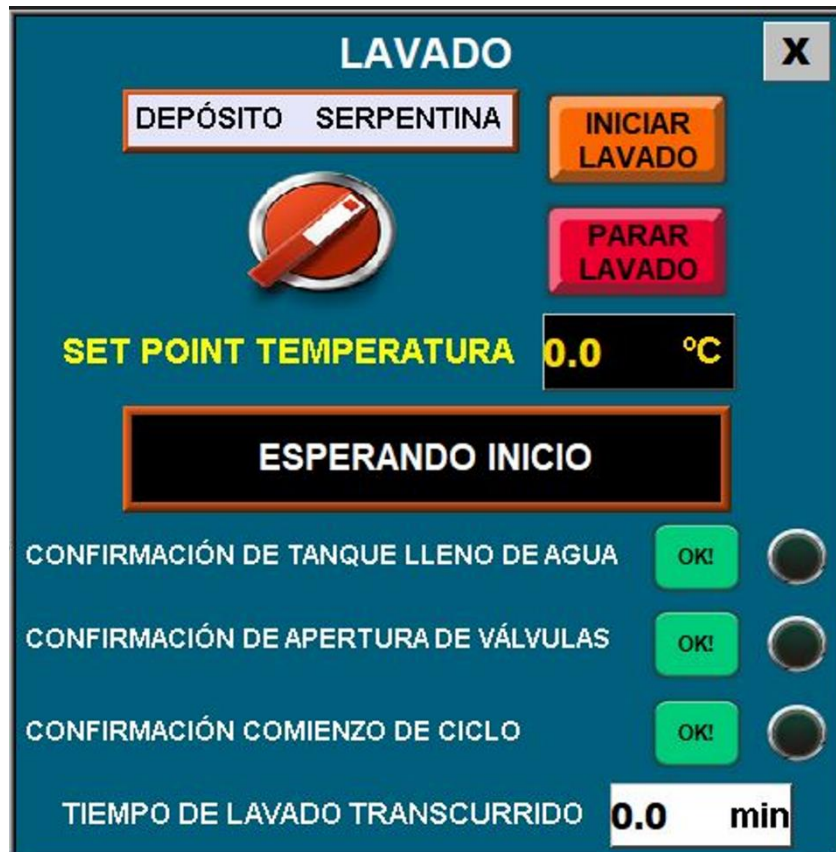 LAVADO
X
DEPÓSITO SERPENTINA
INICIAR
LAVADO
PARAR
LAVADO
SET POINT TEMPERATURA 0.0 ºC
ESPERANDO INICIO
CONFIRMACIÓN DE TANQUE LLENO DE AGUA OK!
CONFIRMACIÓN DE APERTURA DE VÁLVULAS OK!
CONFIRMACIÓN COMIENZO DE CICLO OK!
TIEMPO DE LAVADO TRANSCURRIDO 0.0 min